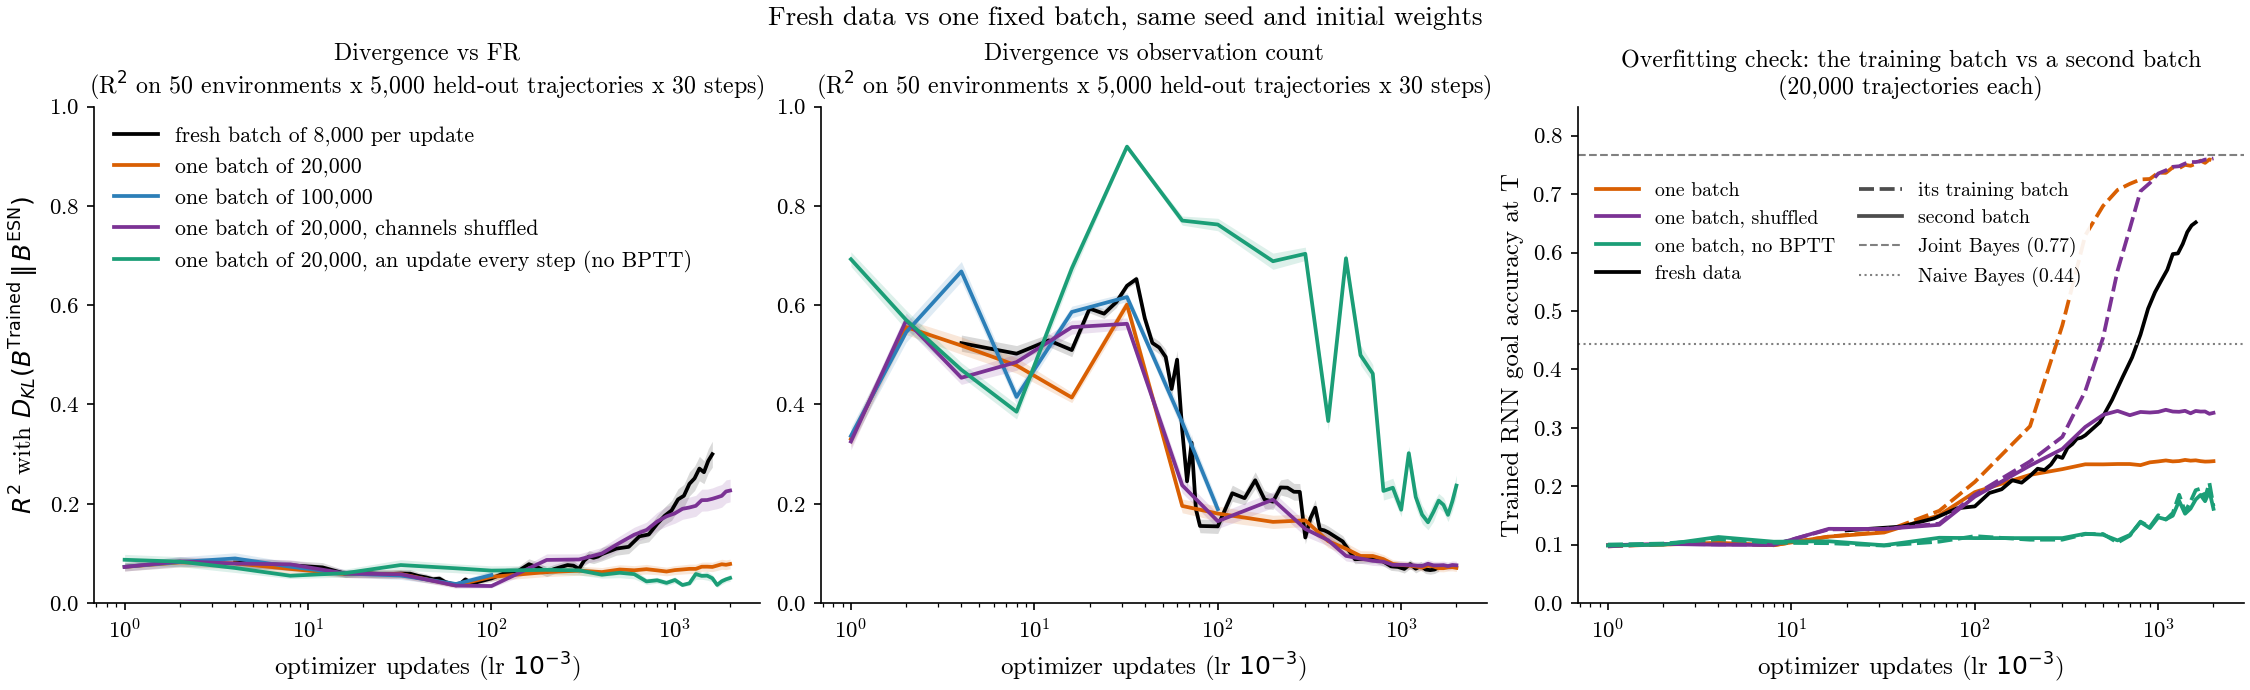 Fresh data vs one fixed batch, same seed and initial weights
Divergence vs FR
(R² on 50 environments x 5,000 held-out trajectories x 30 steps)
1.0
0.8
0.6
0.4
0.2
0.0
R² with D_KL(B^Trained ∥ B^ESN)
fresh batch of 8,000 per update
one batch of 20,000
one batch of 100,000
one batch of 20,000, channels shuffled
one batch of 20,000, an update every step (no BPTT)
10⁰
10¹
10²
10³
optimizer updates (lr 10⁻³)
Divergence vs observation count
(R² on 50 environments x 5,000 held-out trajectories x 30 steps)
1.0
0.8
0.6
0.4
0.2
0.0
10⁰
10¹
10²
10³
optimizer updates (lr 10⁻³)
Overfitting check: the training batch vs a second batch
(20,000 trajectories each)
0.8
0.7
0.6
0.5
0.4
0.3
0.2
0.1
0.0
Trained RNN goal accuracy at T
one batch
one batch, shuffled
one batch, no BPTT
fresh data
its training batch
second batch
Joint Bayes (0.77)
Naive Bayes (0.44)
10⁰
10¹
10²
10³
optimizer updates (lr 10⁻³)